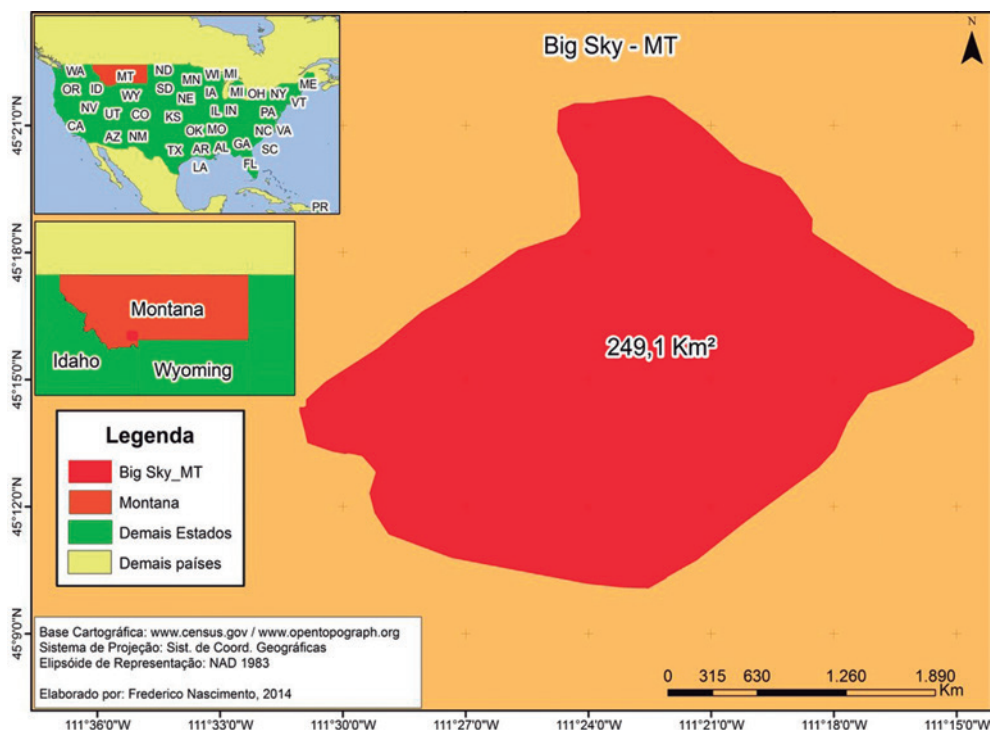 Big Sky - MT
N
WA
MT
ND
MN
WI
MI
ME
OR
ID
WY
SD
IA
MI
OH
NY
VT
NV
UT
CO
NE
IL
IN
PA
CA
KS
MO
NC
VA
AZ
NM
OK
AR
AL
GA
SC
TX
LA
FL
PR
45°21'0"N
45°18'0"N
45°15'0"N
45°12'0"N
45°9'0"N
Montana
Idaho
Wyoming
249,1 Km²
Legenda
Big Sky_MT
Montana
Demais Estados
Demais países
Base Cartográfica: www.census.gov / www.opentopograph.org
Sistema de Projeção: Sist. de Coord. Geográficas
Elipsóide de Representação: NAD 1983
Elaborado por: Frederico Nascimento, 2014
0 315 630 1.260 1.890
Km
111°36'0"W 111°33'0"W 111°30'0"W 111°27'0"W 111°24'0"W 111°21'0"W 111°18'0"W 111°15'0"W